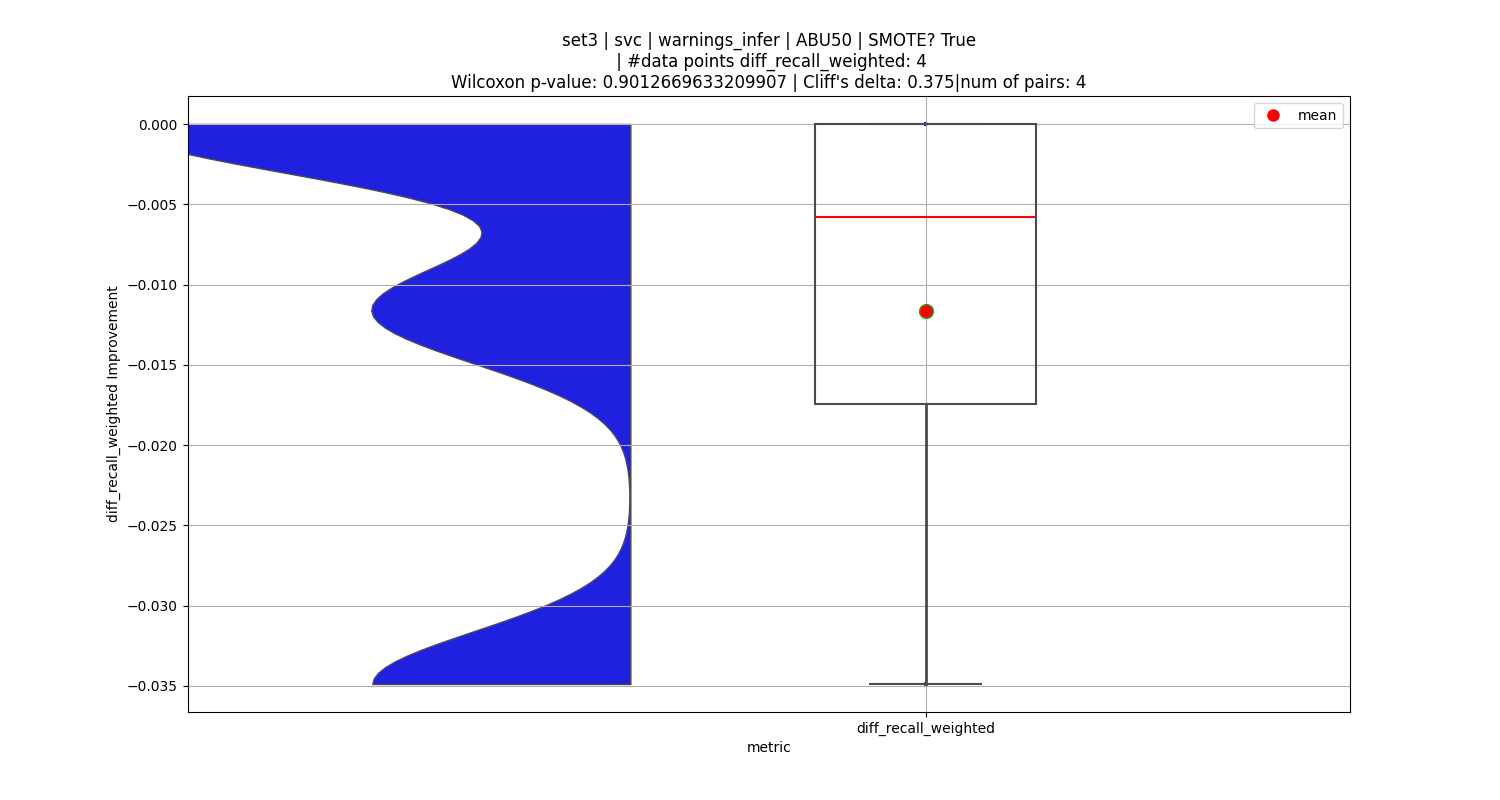 set3 | svc | warnings_infer | ABU50 | SMOTE? True
| #data points diff_recall_weighted: 4
Wilcoxon p-value: 0.9012669633209907 | Cliff's delta: 0.375|num of pairs: 4
mean
0.000
−0.005
−0.010
−0.015
−0.020
−0.025
−0.030
−0.035
diff_recall_weighted Improvement
diff_recall_weighted
metric